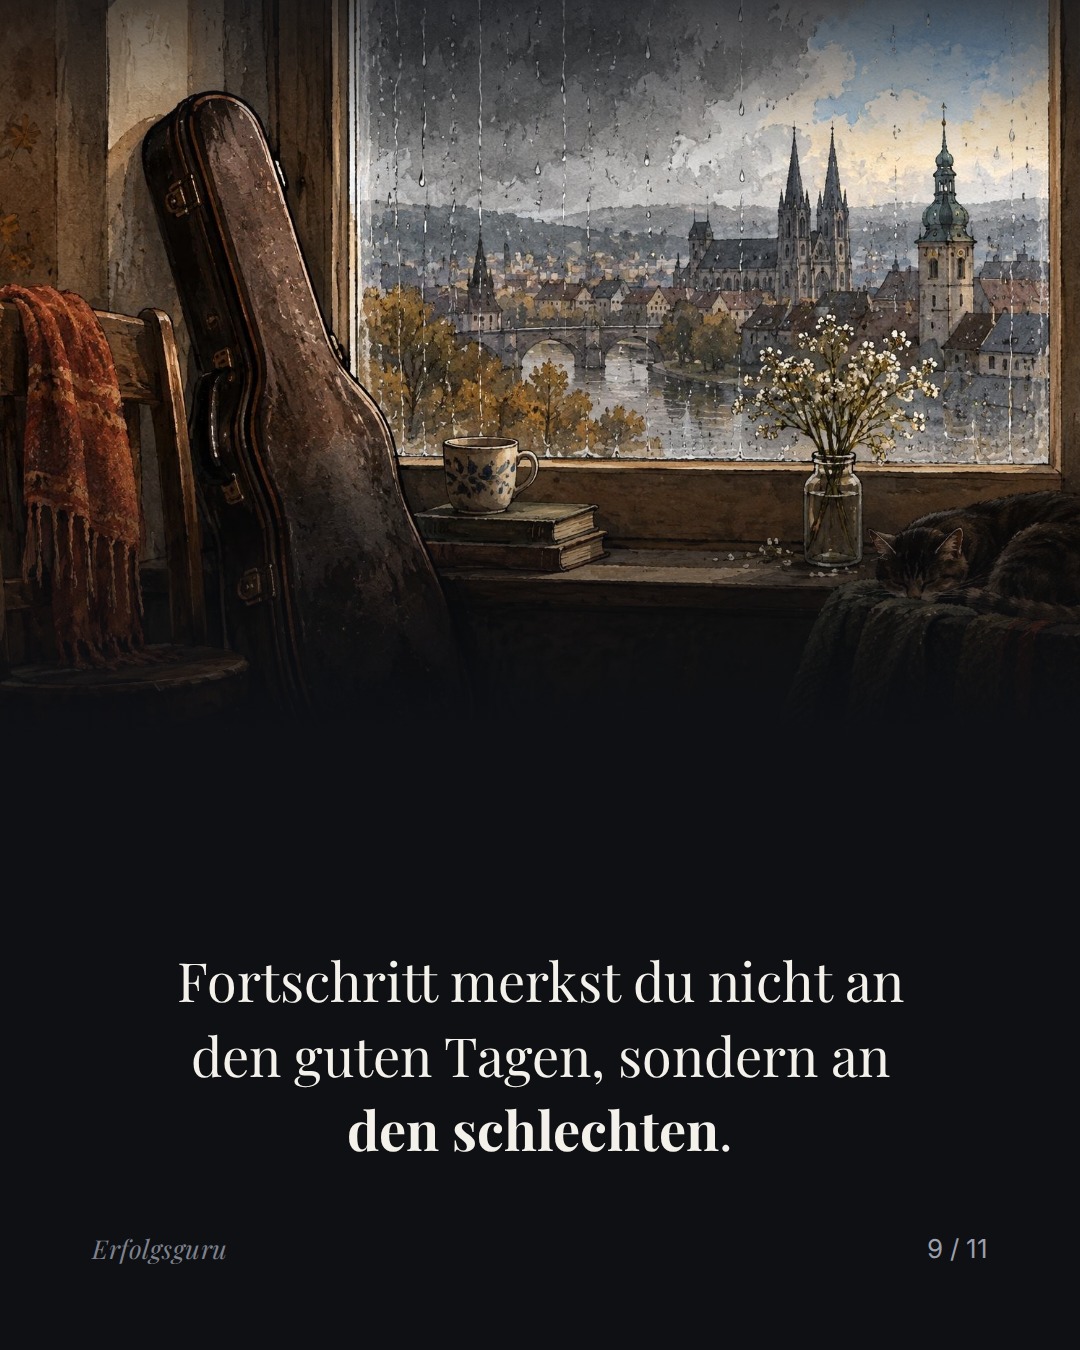 Fortschritt merkst du nicht an
den guten Tagen, sondern an
den schlechten.
Erfolgsguru
9 / 11